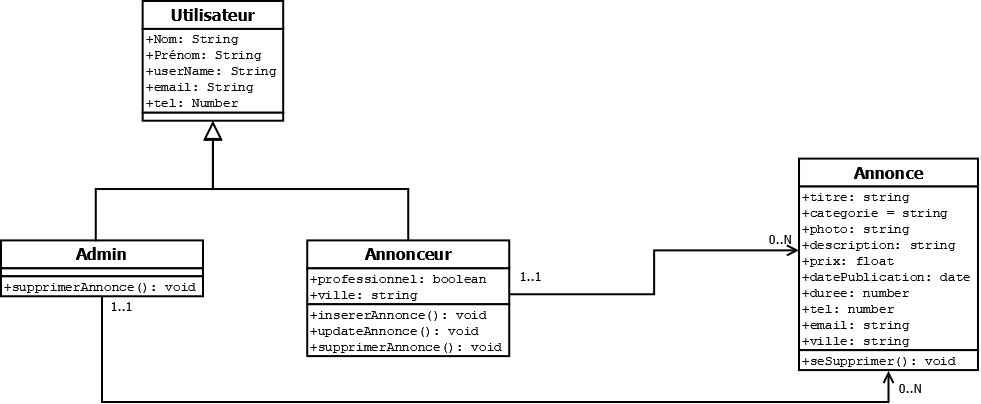 Utilisateur
+Nom: String
+Prénom: String
+userName: String
+email: String
+tel: Number
Admin
+supprimerAnnonce(): void
1..1
Annonceur
+professionnel: boolean
+ville: string
+insererAnnonce(): void
+updateAnnonce(): void
+supprimerAnnonce(): void
1..1
0..N
Annonce
+titre: string
+categorie = string
+photo: string
+description: string
+prix: float
+datePublication: date
+duree: number
+tel: number
+email: string
+ville: string
+seSupprimer(): void
0..N